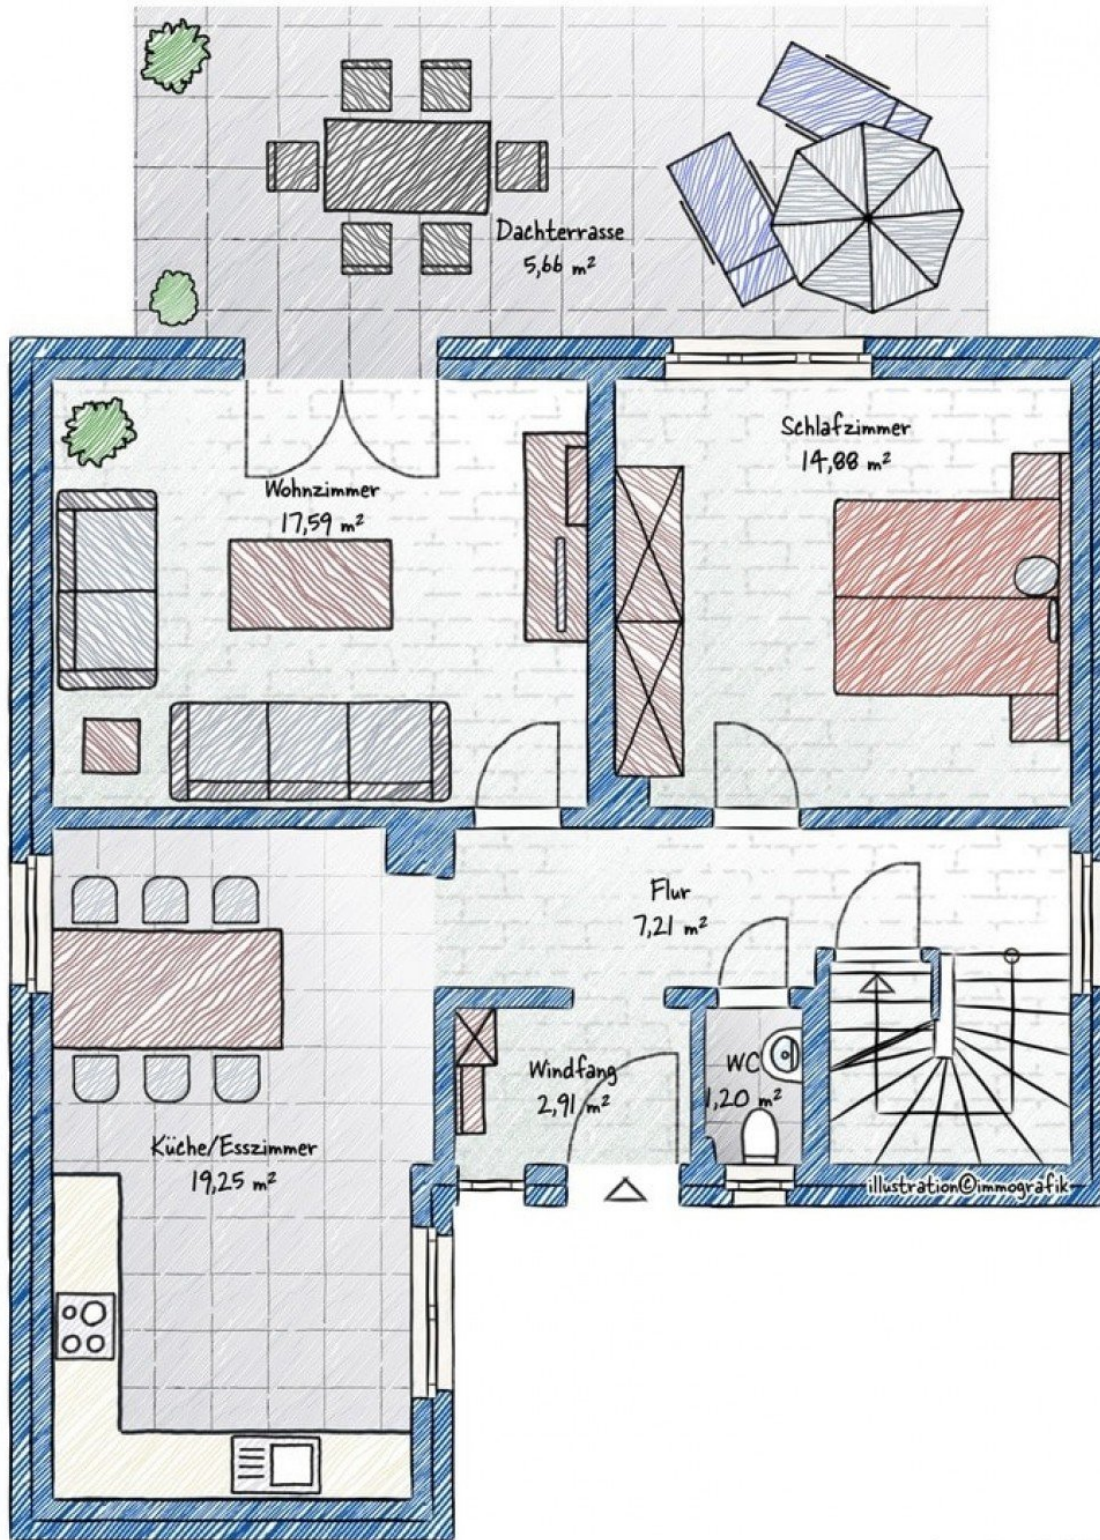 Dachterrasse
5,66 m²
Schlafzimmer
14,88 m²
Wohnzimmer
17,59 m²
Flur
7,21 m²
Windfang
2,91 m²
WC
1,20 m²
Küche/Esszimmer
19,25 m²
illustration©immografik